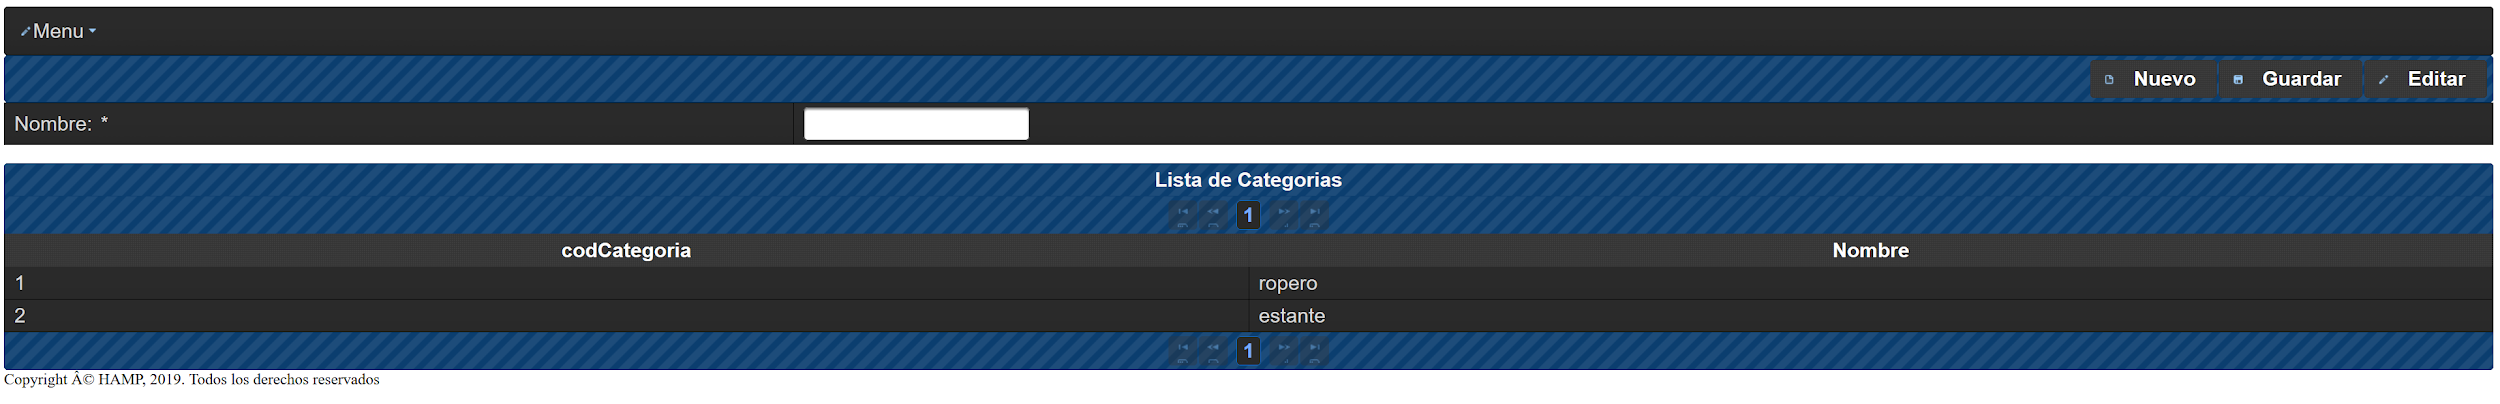 Menu
Nuevo Guardar Editar
Nombre: *
Lista de Categorias
1
codCategoria Nombre
1 ropero
2 estante
1
Copyright Â© HAMP, 2019. Todos los derechos reservados